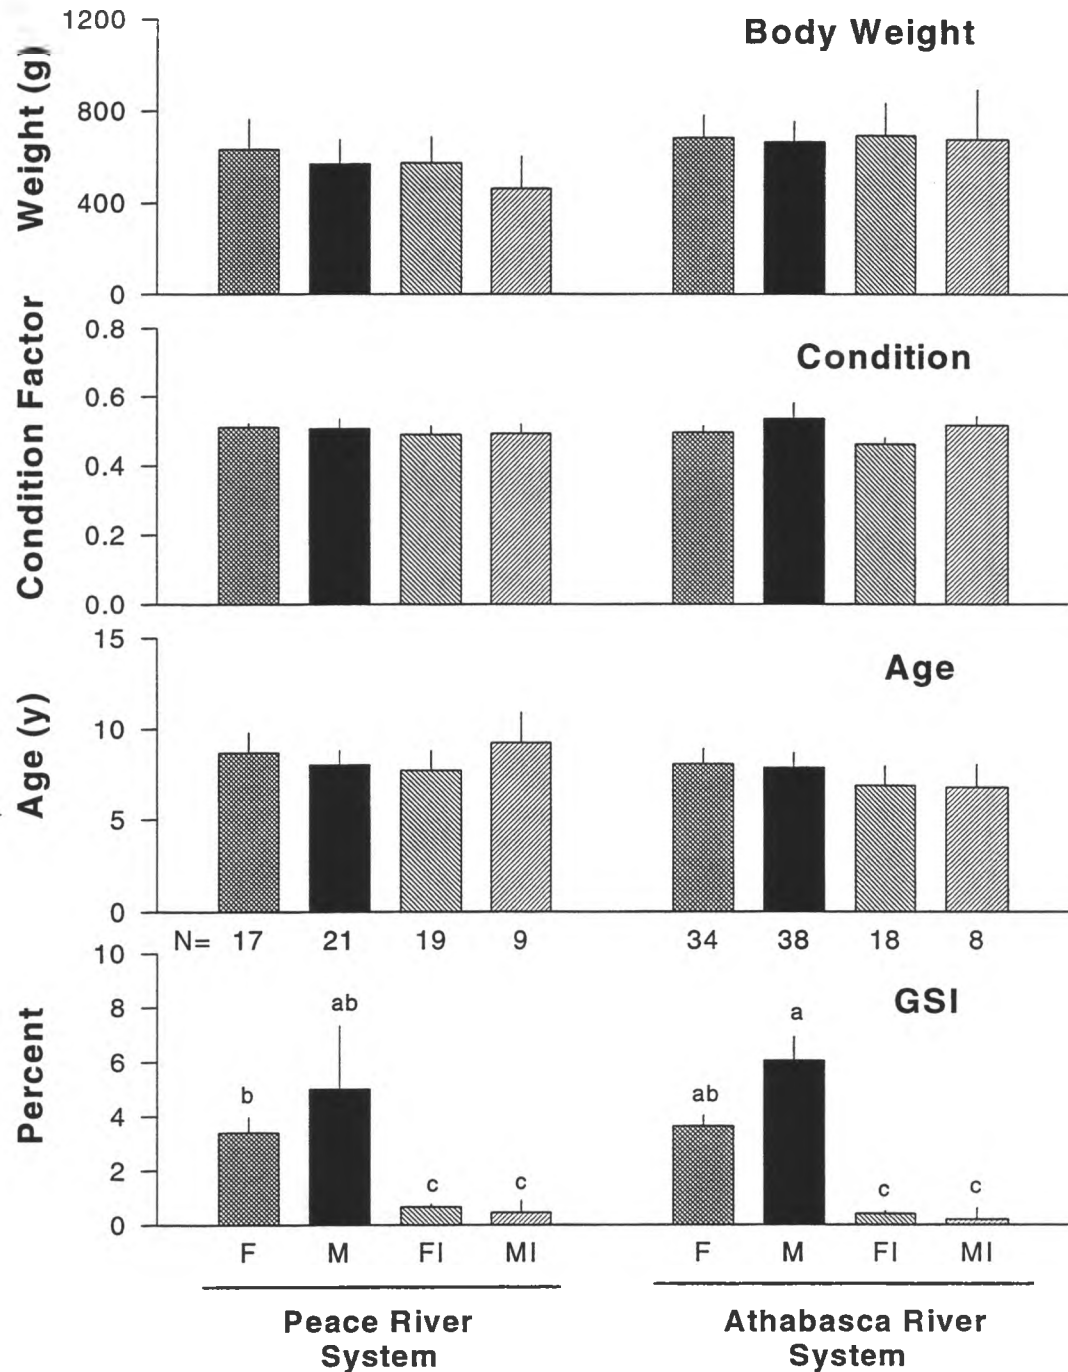 Body Weight
Weight (g)
1200
800
400
0
Condition
Condition Factor
0.8
0.6
0.4
0.2
0.0
Age
Age (y)
15
10
5
0
N= 17 21 19 9 34 38 18 8
GSI
Percent
10
8
6
4
2
0
b ab c c ab a c c
F M FI MI F M FI MI
Peace River
System
Athabasca River
System